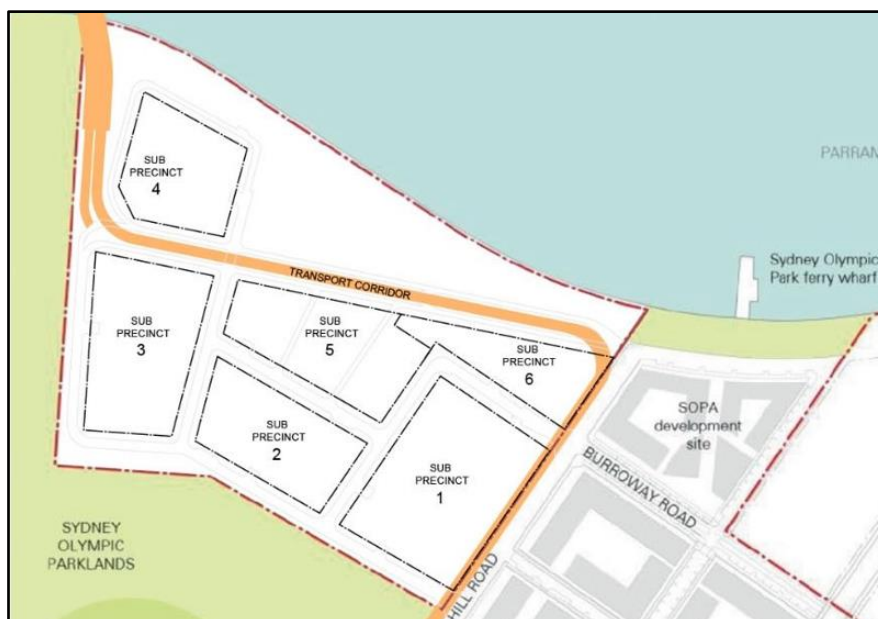 PARRAM
SUB
PRECINCT
4
Sydney Olympic
Park ferry wharf
TRANSPORT CORRIDOR
SUB
PRECINCT
3
SUB
PRECINCT
5
SUB
PRECINCT
6
SOPA
development
site
SUB
PRECINCT
2
SUB
PRECINCT
1
BURROWAY ROAD
SYDNEY
OLYMPIC
PARKLANDS
HILL ROAD